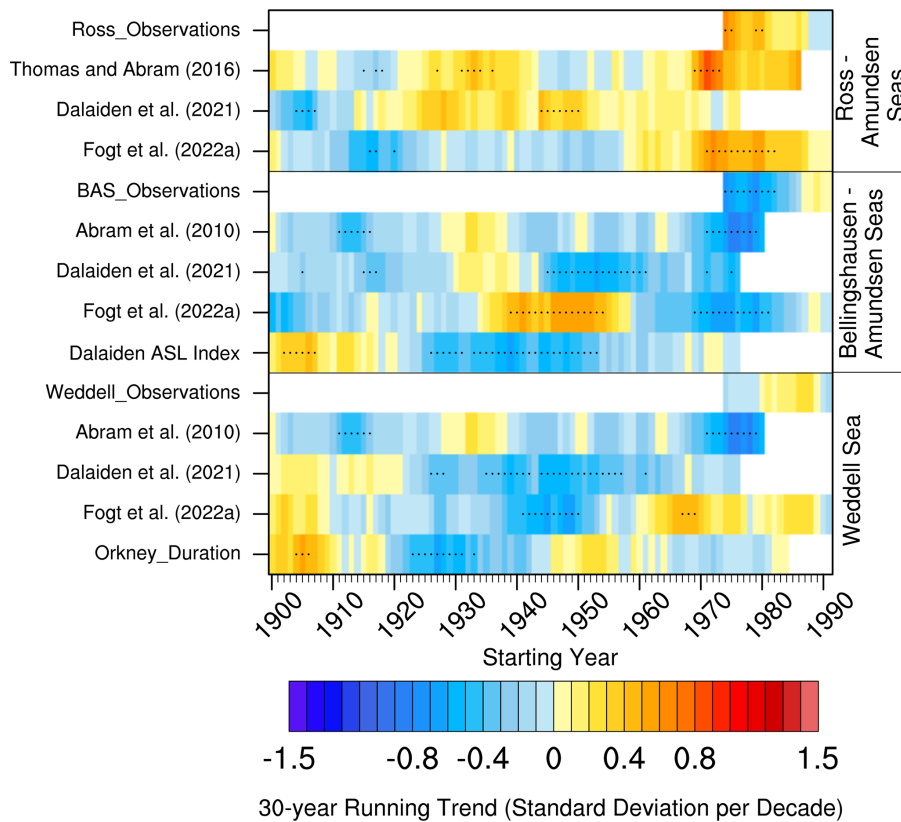 Ross_Observations
Thomas and Abram (2016)
Dalaiden et al. (2021)
Fogt et al. (2022a)
Ross -
Amundsen
Seas
BAS_Observations
Abram et al. (2010)
Dalaiden et al. (2021)
Fogt et al. (2022a)
Dalaiden ASL Index
Bellingshausen -
Amundsen Seas
Weddell_Observations
Abram et al. (2010)
Dalaiden et al. (2021)
Fogt et al. (2022a)
Orkney_Duration
Weddell Sea
1900 1910 1920 1930 1940 1950 1960 1970 1980 1990
Starting Year
-1.5 -0.8 -0.4 0 0.4 0.8 1.5
30-year Running Trend (Standard Deviation per Decade)